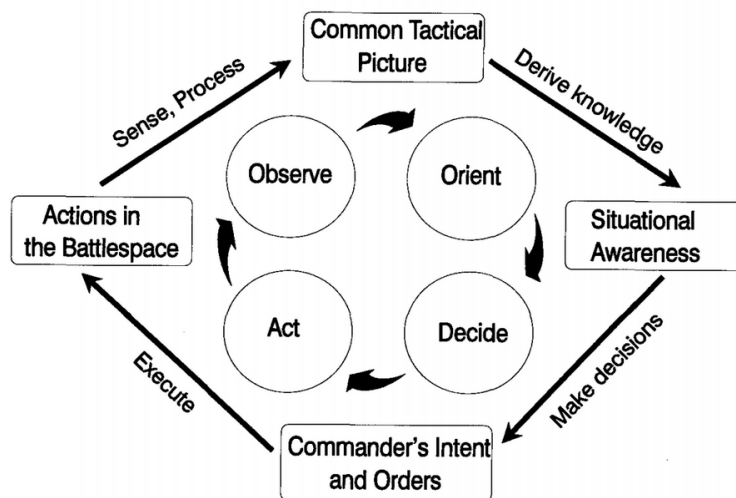 Common Tactical
Picture
Sense, Process
Derive knowledge
Observe
Orient
Actions in
the Battlespace
Situational
Awareness
Act
Decide
Execute
Make decisions
Commander's Intent
and Orders